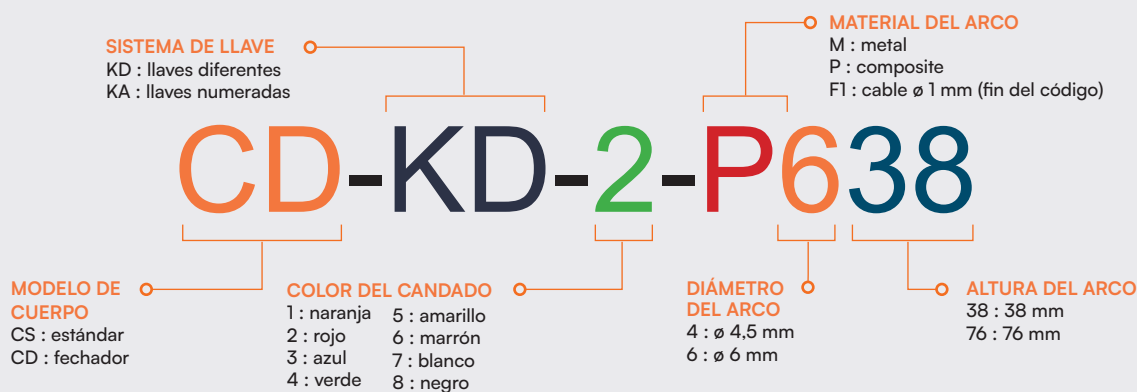 SISTEMA DE LLAVE
KD : llaves diferentes
KA : llaves numeradas
MATERIAL DEL ARCO
M : metal
P : composite
F1 : cable ø 1 mm (fin del código)
CD-KD-2-P638
MODELO DE
CUERPO
CS : estándar
CD : fechador
COLOR DEL CANDADO
1 : naranja
2 : rojo
3 : azul
4 : verde
5 : amarillo
6 : marrón
7 : blanco
8 : negro
DIÁMETRO
DEL ARCO
4 : ø 4,5 mm
6 : ø 6 mm
ALTURA DEL ARCO
38 : 38 mm
76 : 76 mm